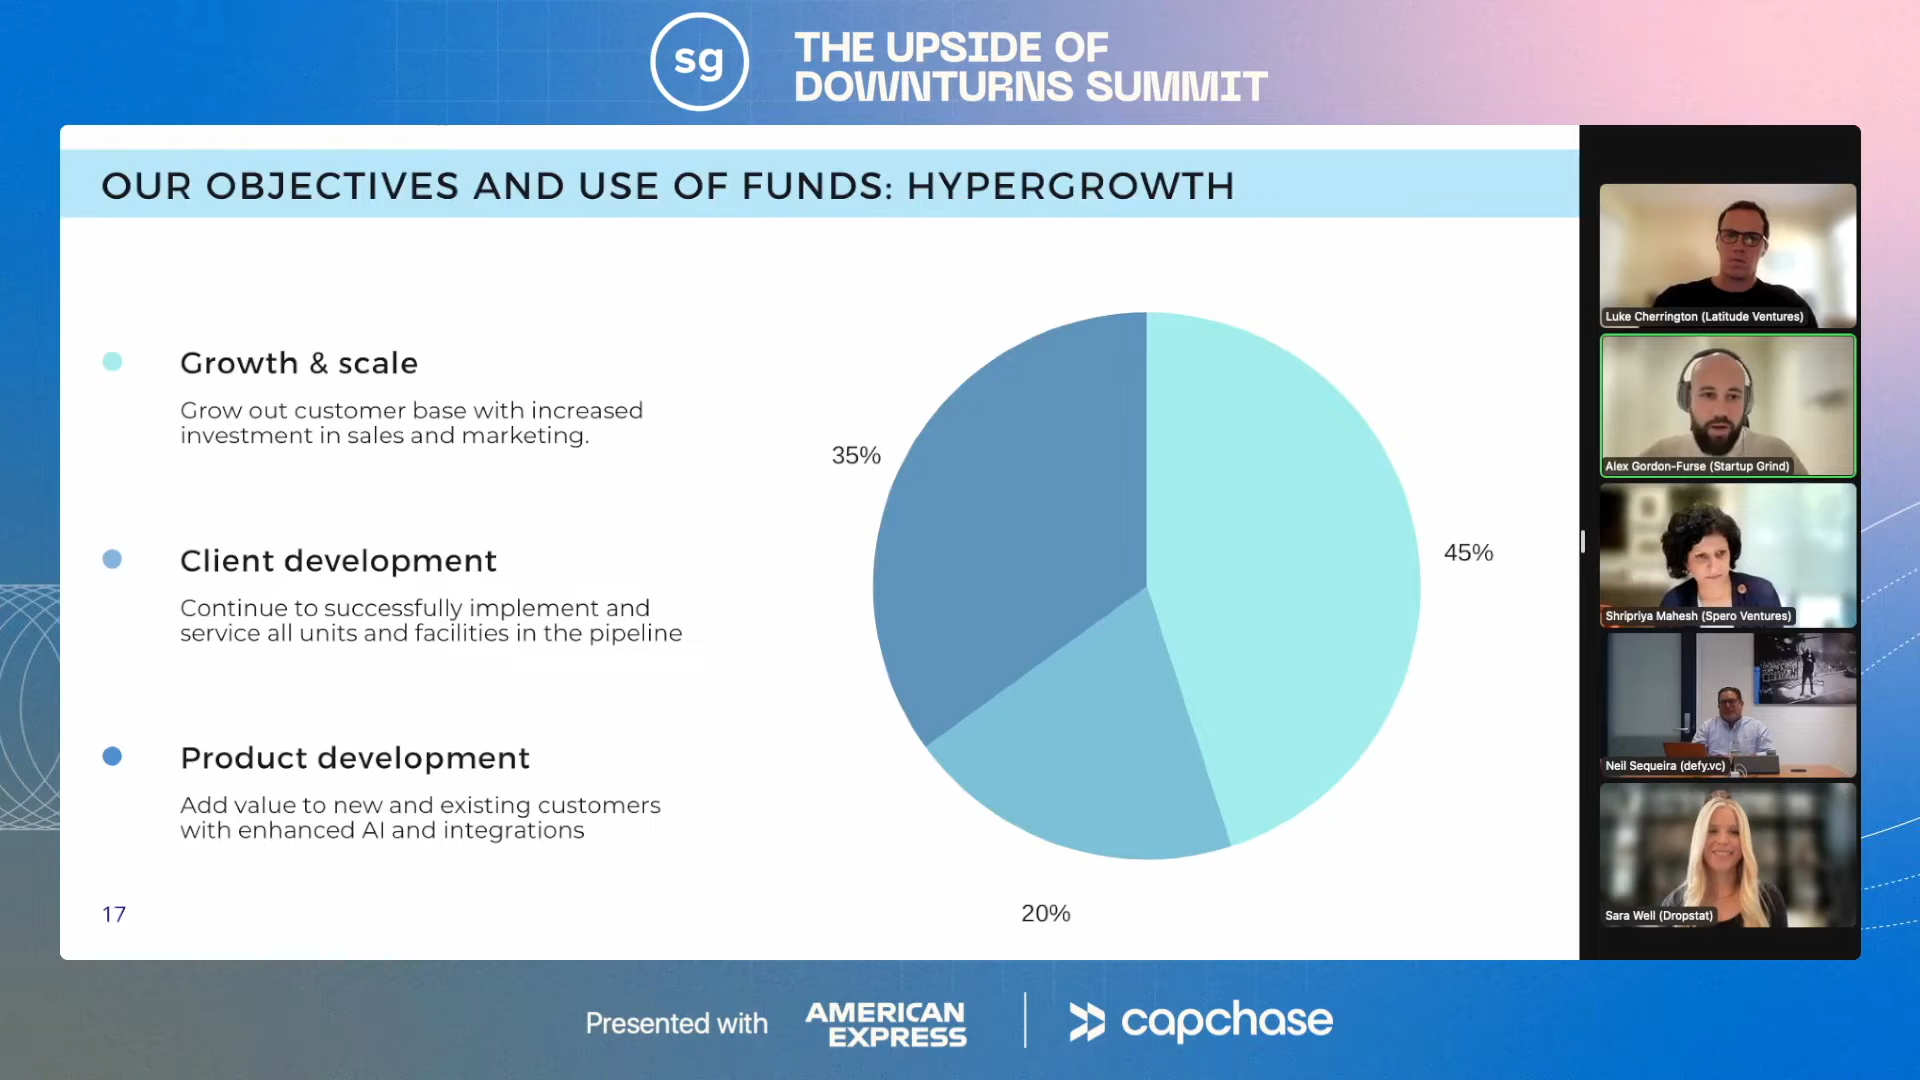 sg
THE UPSIDE OF
DOWNTURNS SUMMIT
OUR OBJECTIVES AND USE OF FUNDS: HYPERGROWTH
Growth & scale
Grow out customer base with increased
investment in sales and marketing.
Client development
Continue to successfully implement and
service all units and facilities in the pipeline
Product development
Add value to new and existing customers
with enhanced AI and integrations
17
35%
45%
20%
Luke Cherrington (Latitude Ventures)
Alex Gordon-Furse (Startup Grind)
Shripriya Mahesh (Spero Ventures)
Neil Sequeira (defy.vc)
Sara Well (Dropstat)
Presented with
AMERICAN
EXPRESS
capchase